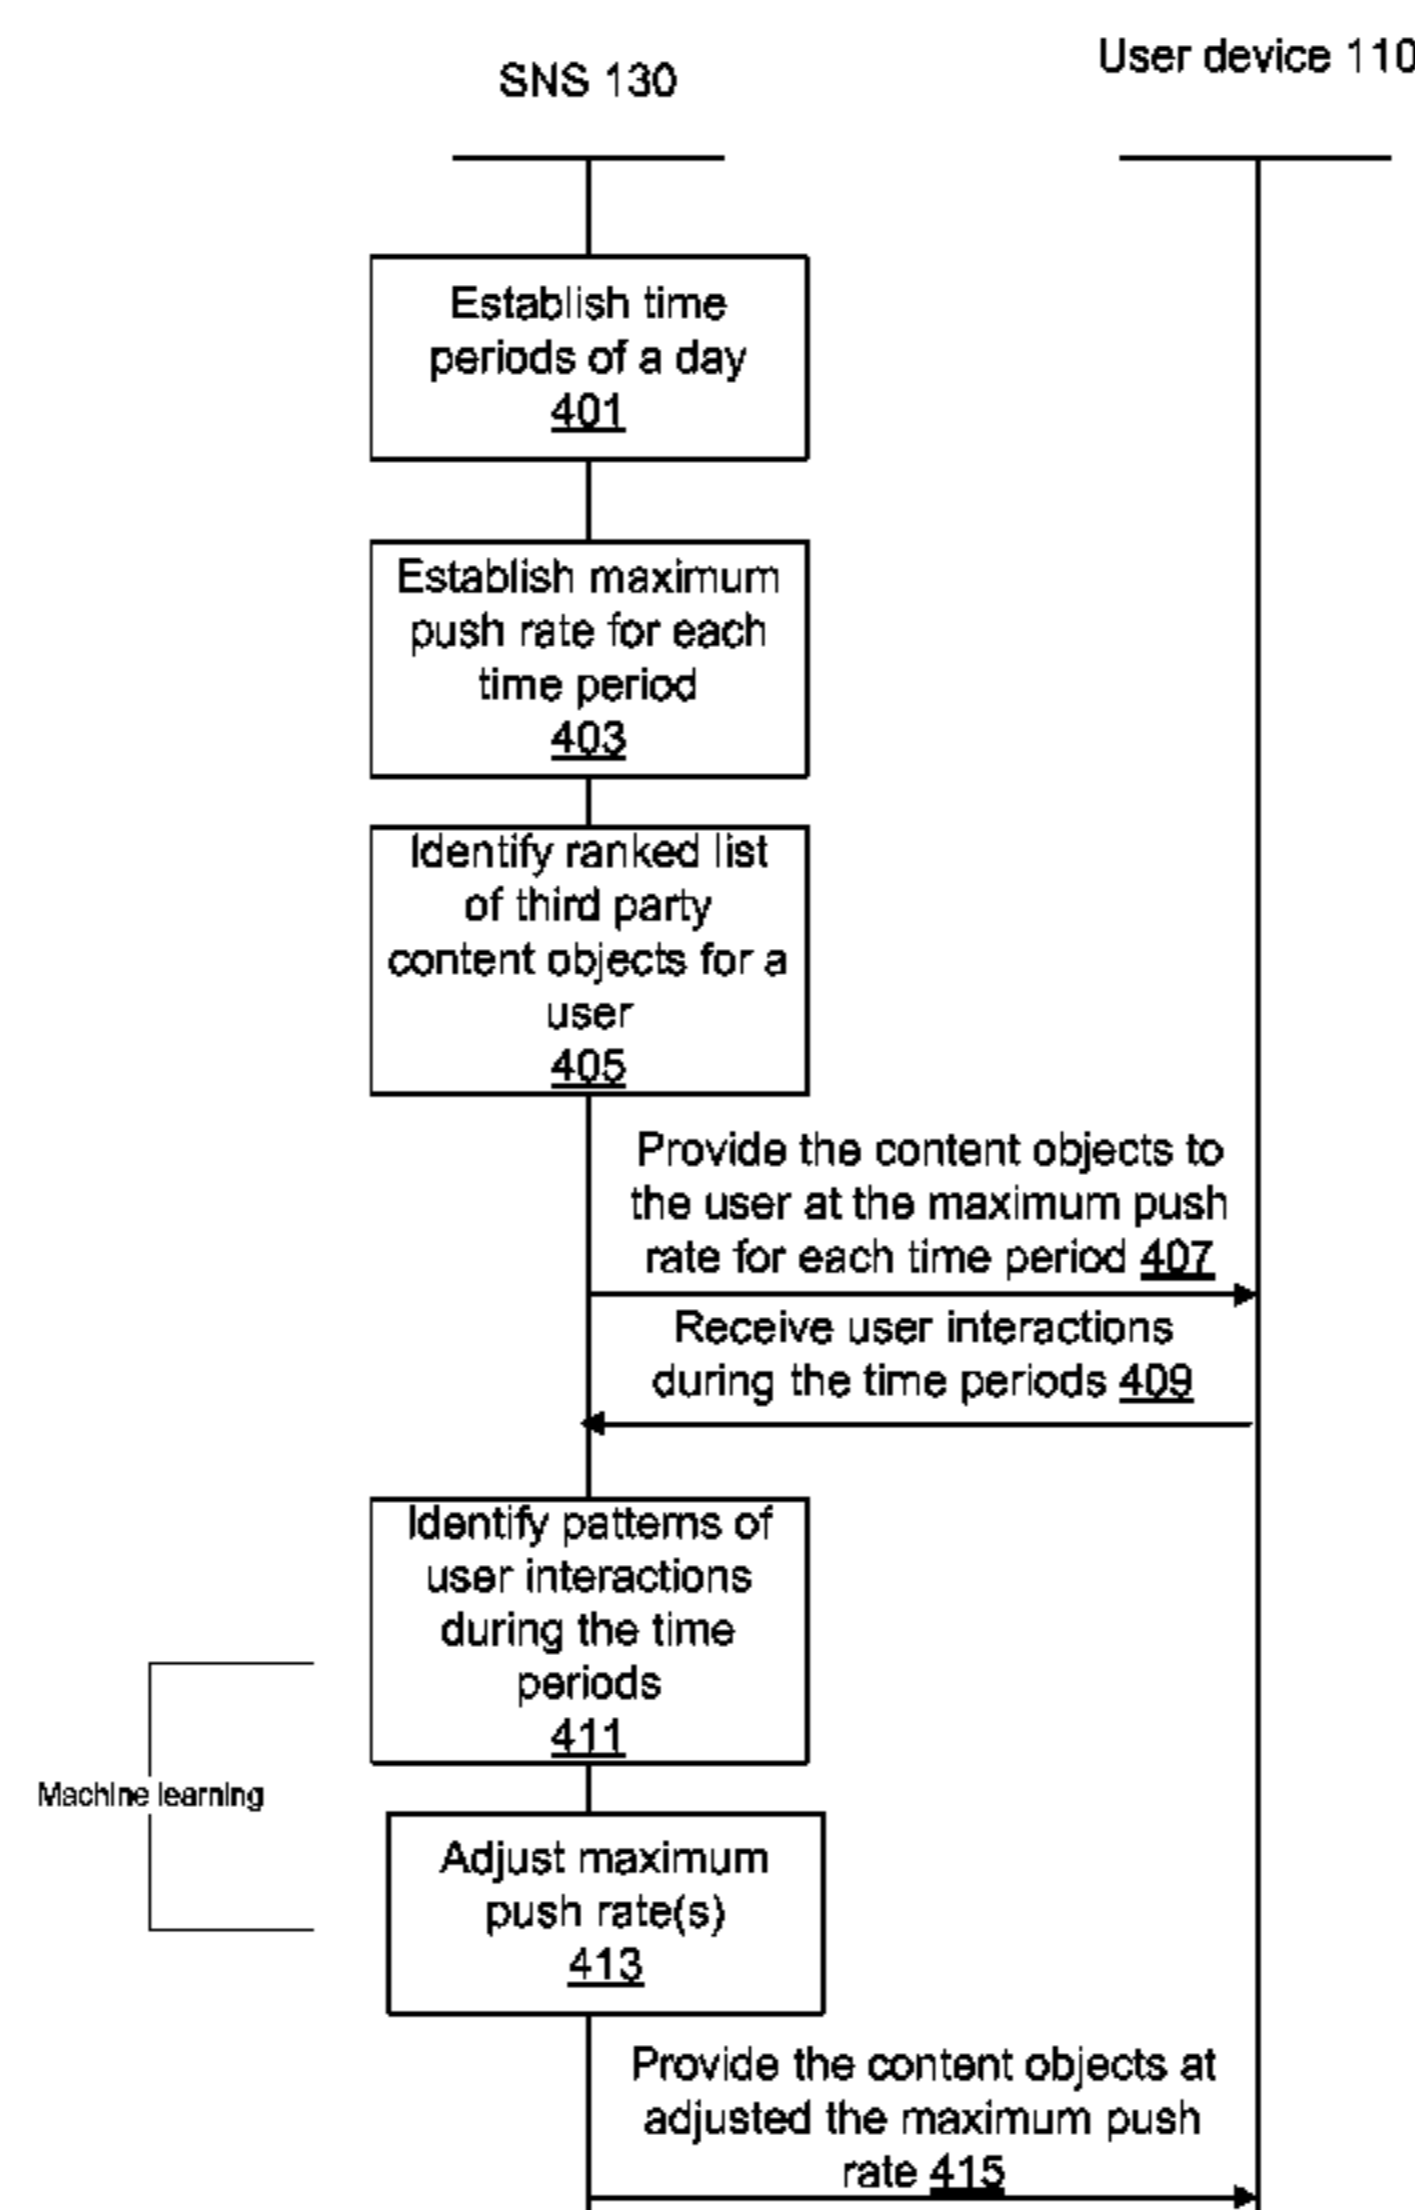 SNS 130
User device 110
Establish time
periods of a day
401
Establish maximum
push rate for each
time period
403
Identify ranked list
of third party
content objects for a
user
405
Provide the content objects to
the user at the maximum push
rate for each time period 407
Receive user interactions
during the time periods 409
Identify patterns of
user interactions
during the time
periods
411
Machine learning
Adjust maximum
push rate(s)
413
Provide the content objects at
adjusted the maximum push
rate 415